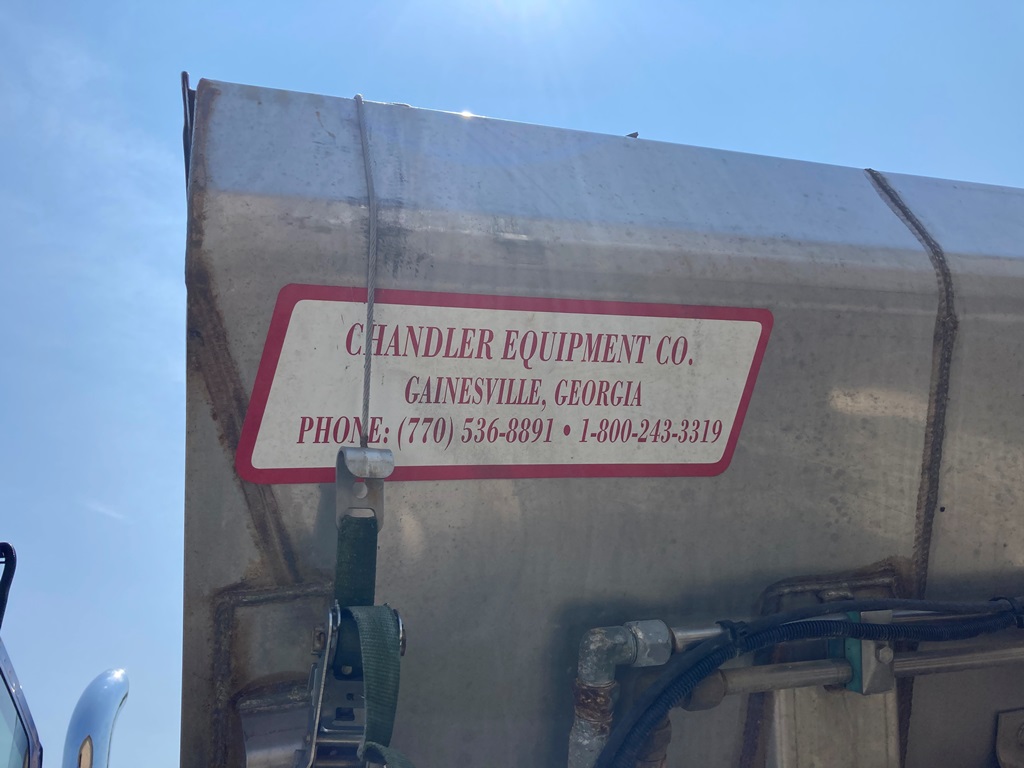 CHANDLER EQUIPMENT CO.
GAINESVILLE, GEORGIA
PHONE: (770) 536-8891 • 1-800-243-3319